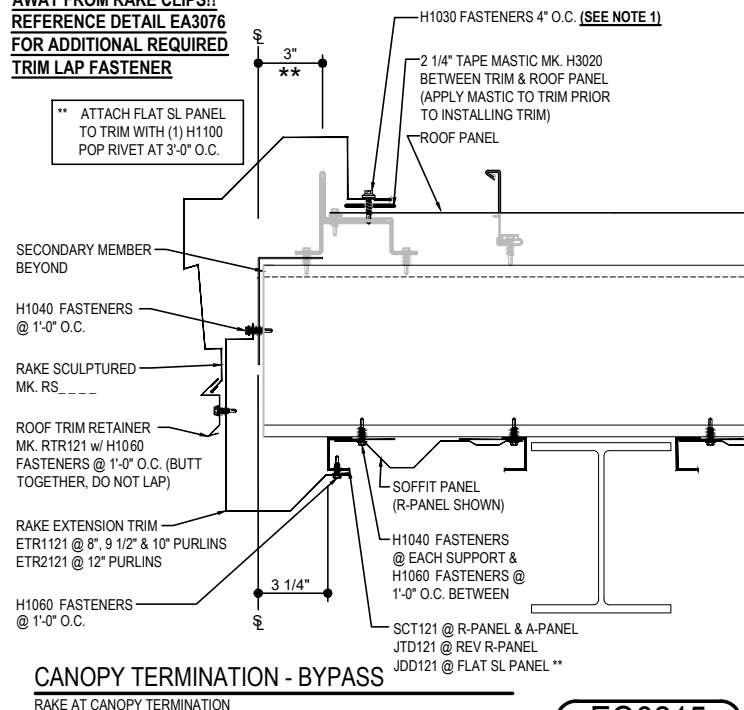 AWAY FROM RAKE CLIPS!!
REFERENCE DETAIL EA3076
FOR ADDITIONAL REQUIRED
TRIM LAP FASTENER
** ATTACH FLAT SL PANEL
TO TRIM WITH (1) H1100
POP RIVET AT 3'-0" O.C.
SL
3"
**
H1030 FASTENERS 4" O.C. (SEE NOTE 1)
2 1/4" TAPE MASTIC MK. H3020
BETWEEN TRIM & ROOF PANEL
(APPLY MASTIC TO TRIM PRIOR
TO INSTALLING TRIM)
ROOF PANEL
SECONDARY MEMBER
BEYOND
H1040 FASTENERS
@ 1'-0" O.C.
RAKE SCULPTURED
MK. RS_ _ _ _
ROOF TRIM RETAINER
MK. RTR121 w/ H1060
FASTENERS @ 1'-0" O.C. (BUTT
TOGETHER, DO NOT LAP)
RAKE EXTENSION TRIM
ETR1121 @ 8", 9 1/2" & 10" PURLINS
ETR2121 @ 12" PURLINS
H1060 FASTENERS
@ 1'-0" O.C.
3 1/4"
SL
SOFFIT PANEL
(R-PANEL SHOWN)
H1040 FASTENERS
@ EACH SUPPORT &
H1060 FASTENERS @
1'-0" O.C. BETWEEN
SCT121 @ R-PANEL & A-PANEL
JTD121 @ REV R-PANEL
JDD121 @ FLAT SL PANEL **
CANOPY TERMINATION - BYPASS
RAKE AT CANOPY TERMINATION